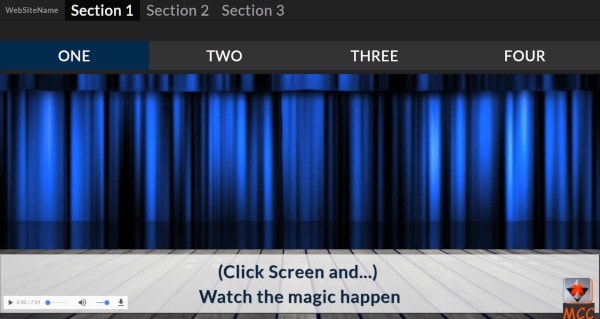 WebSiteName Section 1 Section 2 Section 3
ONE TWO THREE FOUR
(Click Screen and...)
Watch the magic happen
0:00 / 7:01
MCC